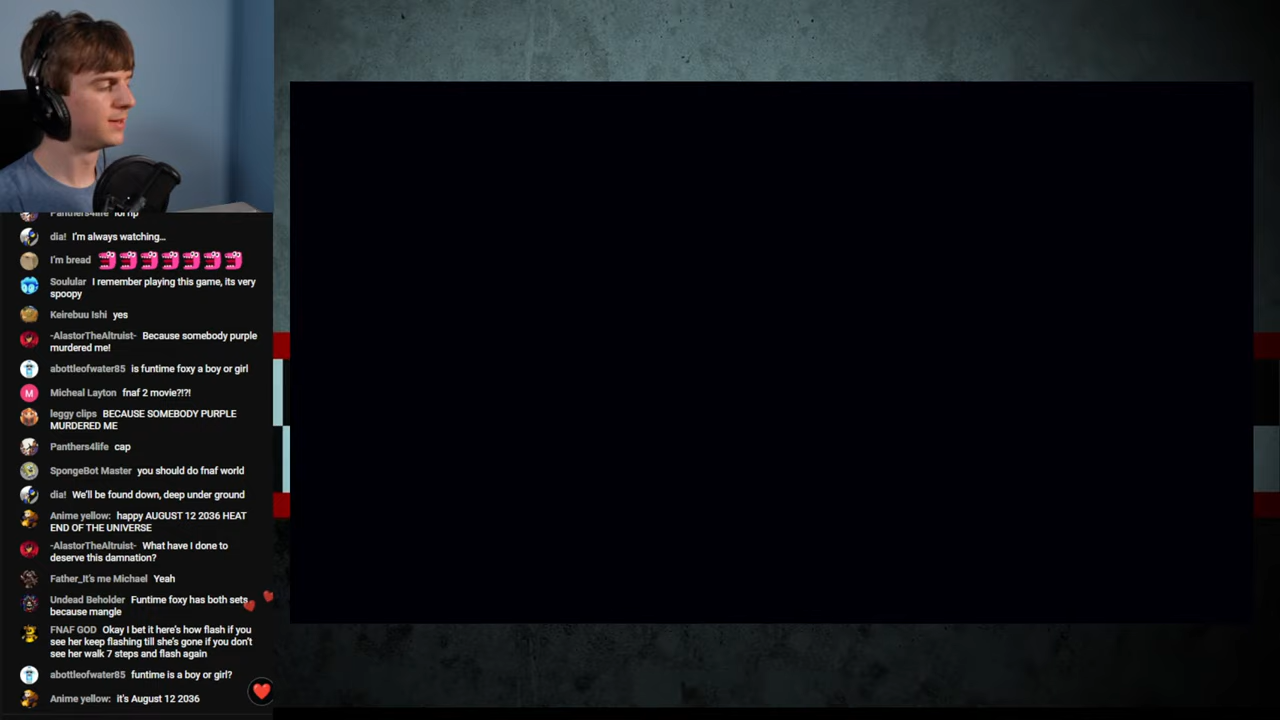 Panthers4life lol rip
dia! I'm always watching...
I'm bread
Soulular I remember playing this game, its very
spoopy
Keirebuu Ishi yes
-AlastorTheAltruist- Because somebody purple
murdered me!
abottleofwater85 is funtime foxy a boy or girl
M
Micheal Layton fnaf 2 movie?!?!
leggy clips BECAUSE SOMEBODY PURPLE
MURDERED ME
Panthers4life cap
SpongeBot Master you should do fnaf world
dia! We'll be found down, deep under ground
Anime yellow: happy AUGUST 12 2036 HEAT
END OF THE UNIVERSE
-AlastorTheAltruist- What have I done to
deserve this damnation?
Father_It's me Michael Yeah
Undead Beholder Funtime foxy has both sets
because mangle
FNAF GOD Okay I bet it here's how flash if you
see her keep flashing till she's gone if you don't
see her walk 7 steps and flash again
abottleofwater85 funtime is a boy or girl?
Anime yellow: it's August 12 2036